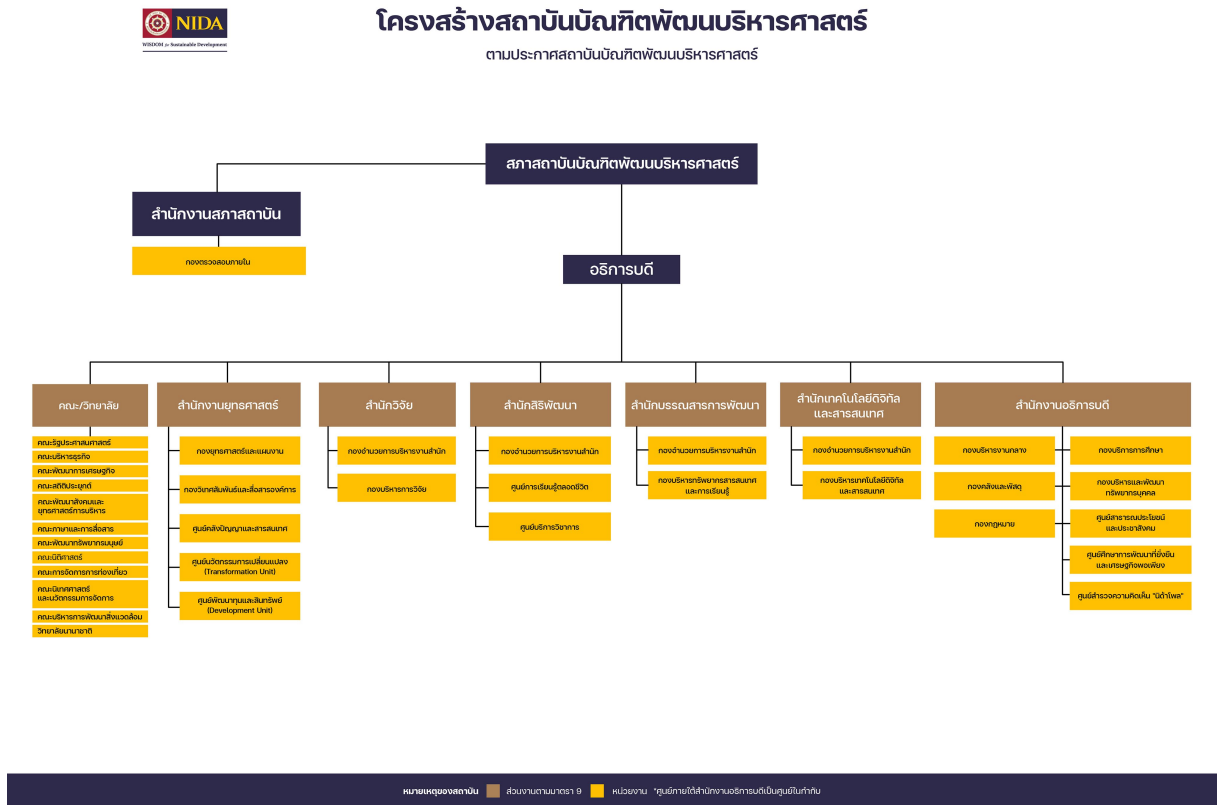 NIDA
WISDOM for Sustainable Development
โครงสร้างสถาบันบัณฑิตพัฒนบริหารศาสตร์
ตามประกาศสถาบันบัณฑิตพัฒนบริหารศาสตร์
สภาสถาบันบัณฑิตพัฒนบริหารศาสตร์
สำนักงานสภาสถาบัน
กองตรวจสอบภายใน
อธิการบดี
คณะ/วิทยาลัย
คณะรัฐประศาสนศาสตร์
คณะบริหารธุรกิจ
คณะพัฒนาการเศรษฐกิจ
คณะสถิติประยุกต์
คณะพัฒนาสังคมและ
ยุทธศาสตร์การบริหาร
คณะภาษาและการสื่อสาร
คณะพัฒนาทรัพยากรมนุษย์
คณะนิติศาสตร์
คณะการจัดการการท่องเที่ยว
คณะนิเทศศาสตร์
และนวัตกรรมการจัดการ
คณะบริหารการพัฒนาสิ่งแวดล้อม
วิทยาลัยนานาชาติ
สำนักงานยุทธศาสตร์
กองยุทธศาสตร์และแผนงาน
กองวิเทศสัมพันธ์และสื่อสารองค์การ
ศูนย์คลังปัญญาและสารสนเทศ
ศูนย์นวัตกรรมการเปลี่ยนแปลง
(Transformation Unit)
ศูนย์พัฒนาทุนและสินทรัพย์
(Development Unit)
สำนักวิจัย
กองอำนวยการบริหารงานสำนัก
กองบริหารการวิจัย
สำนักสิริพัฒนา
กองอำนวยการบริหารงานสำนัก
ศูนย์การเรียนรู้ตลอดชีวิต
ศูนย์บริการวิชาการ
สำนักบรรณสารการพัฒนา
กองอำนวยการบริหารงานสำนัก
กองบริหารทรัพยากรสารสนเทศ
และการเรียนรู้
สำนักเทคโนโลยีดิจิทัล
และสารสนเทศ
กองอำนวยการบริหารงานสำนัก
กองบริหารเทคโนโลยีดิจิทัล
และสารสนเทศ
สำนักงานอธิการบดี
กองบริหารงานกลาง
กองคลังและพัสดุ
กองกฎหมาย
กองบริการการศึกษา
กองบริหารและพัฒนา
ทรัพยากรบุคคล
ศูนย์สาธารณประโยชน์
และประชาสังคม
ศูนย์ศึกษาการพัฒนาที่ยั่งยืน
และเศรษฐกิจพอเพียง
ศูนย์สำรวจความคิดเห็น "นิด้าโพล"
หมายเหตุของสถาบัน ส่วนงานตามมาตรา 9 หน่วยงาน *ศูนย์ภายใต้สำนักงานอธิการบดีเป็นศูนย์ในกำกับ